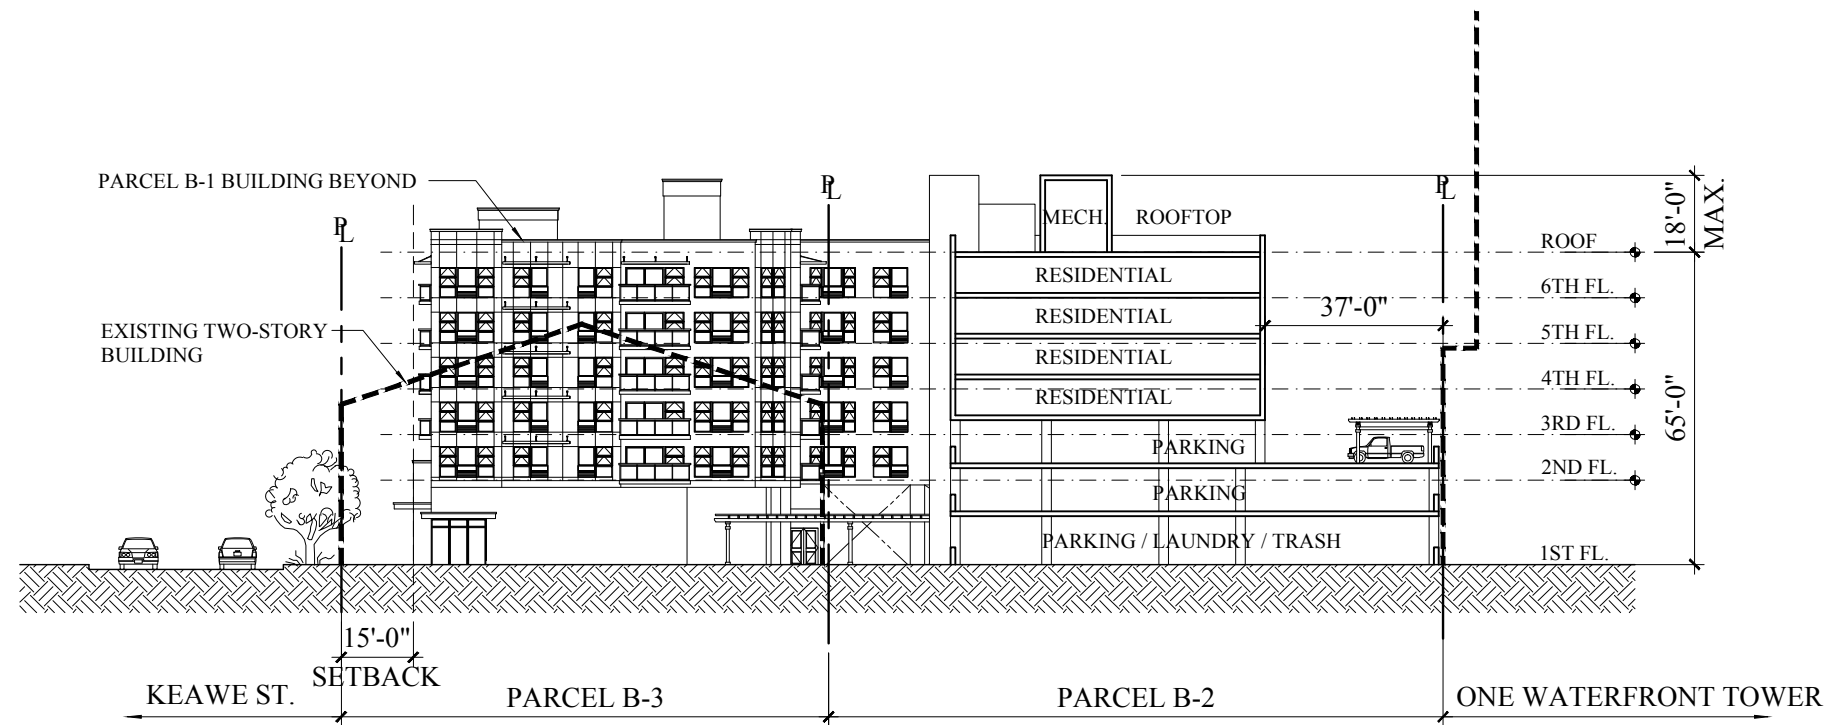 PARCEL B-1 BUILDING BEYOND
PL
PL
PL
MECH.
ROOFTOP
18'-0"
MAX.
ROOF
RESIDENTIAL
6TH FL.
37'-0"
RESIDENTIAL
5TH FL.
EXISTING TWO-STORY
BUILDING
RESIDENTIAL
4TH FL.
RESIDENTIAL
65'-0"
3RD FL.
PARKING
2ND FL.
PARKING
PARKING / LAUNDRY / TRASH
1ST FL.
15'-0"
SETBACK
KEAWE ST.
PARCEL B-3
PARCEL B-2
ONE WATERFRONT TOWER